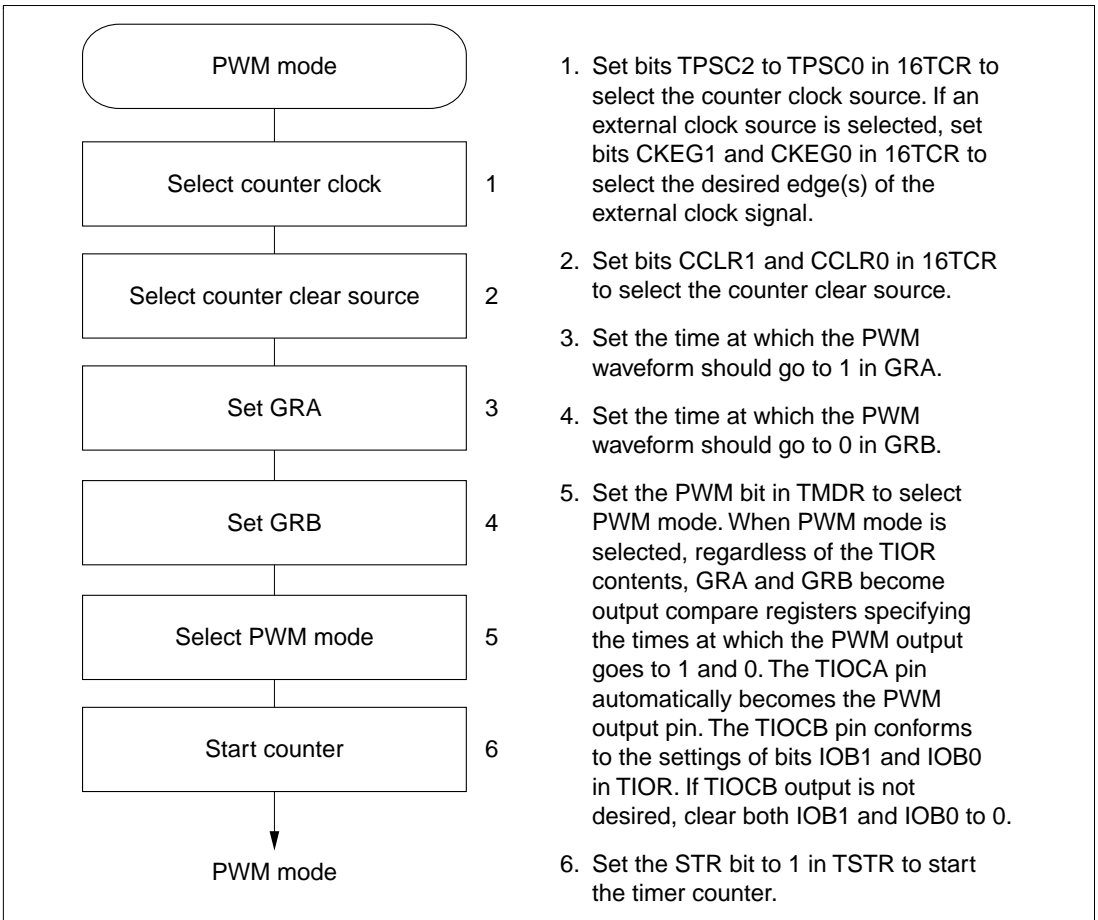 PWM mode
Select counter clock 1
Select counter clear source 2
Set GRA 3
Set GRB 4
Select PWM mode 5
Start counter 6
PWM mode
1. Set bits TPSC2 to TPSC0 in 16TCR to
select the counter clock source. If an
external clock source is selected, set
bits CKEG1 and CKEG0 in 16TCR to
select the desired edge(s) of the
external clock signal.
2. Set bits CCLR1 and CCLR0 in 16TCR
to select the counter clear source.
3. Set the time at which the PWM
waveform should go to 1 in GRA.
4. Set the time at which the PWM
waveform should go to 0 in GRB.
5. Set the PWM bit in TMDR to select
PWM mode. When PWM mode is
selected, regardless of the TIOR
contents, GRA and GRB become
output compare registers specifying
the times at which the PWM output
goes to 1 and 0. The TIOCA pin
automatically becomes the PWM
output pin. The TIOCB pin conforms
to the settings of bits IOB1 and IOB0
in TIOR. If TIOCB output is not
desired, clear both IOB1 and IOB0 to 0.
6. Set the STR bit to 1 in TSTR to start
the timer counter.